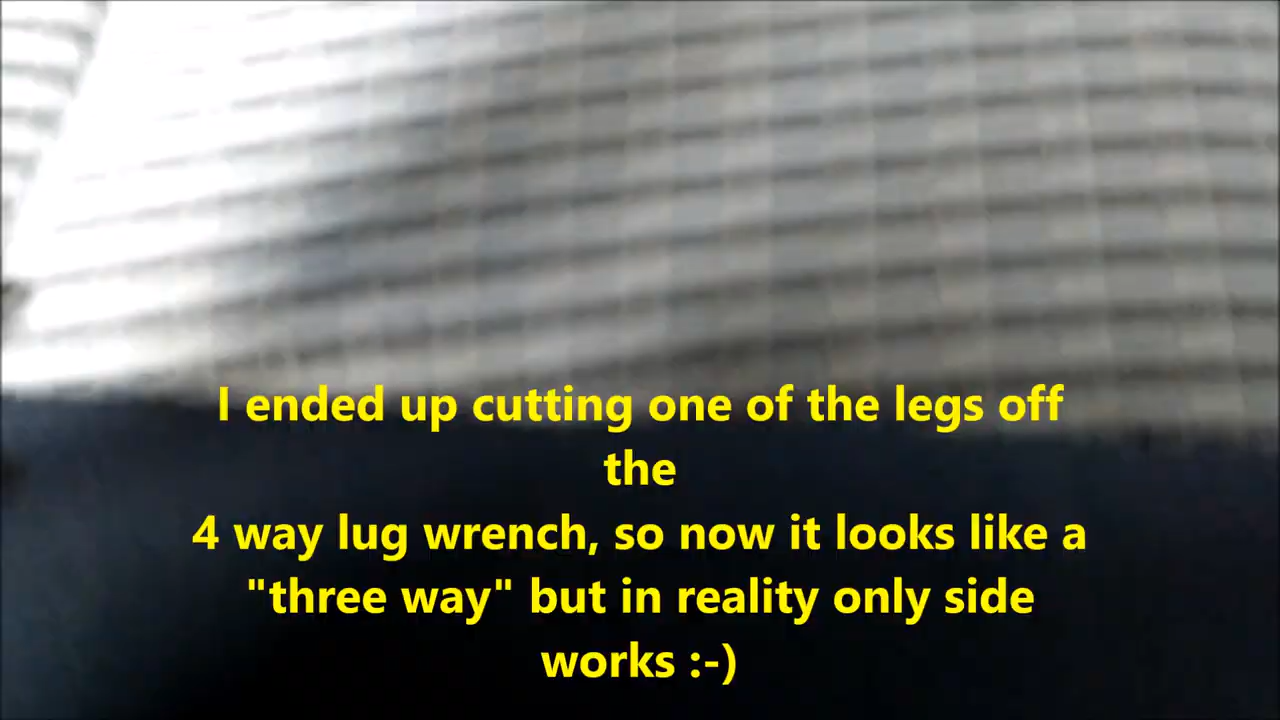 I ended up cutting one of the legs off
the
4 way lug wrench, so now it looks like a
"three way" but in reality only side
works :-)